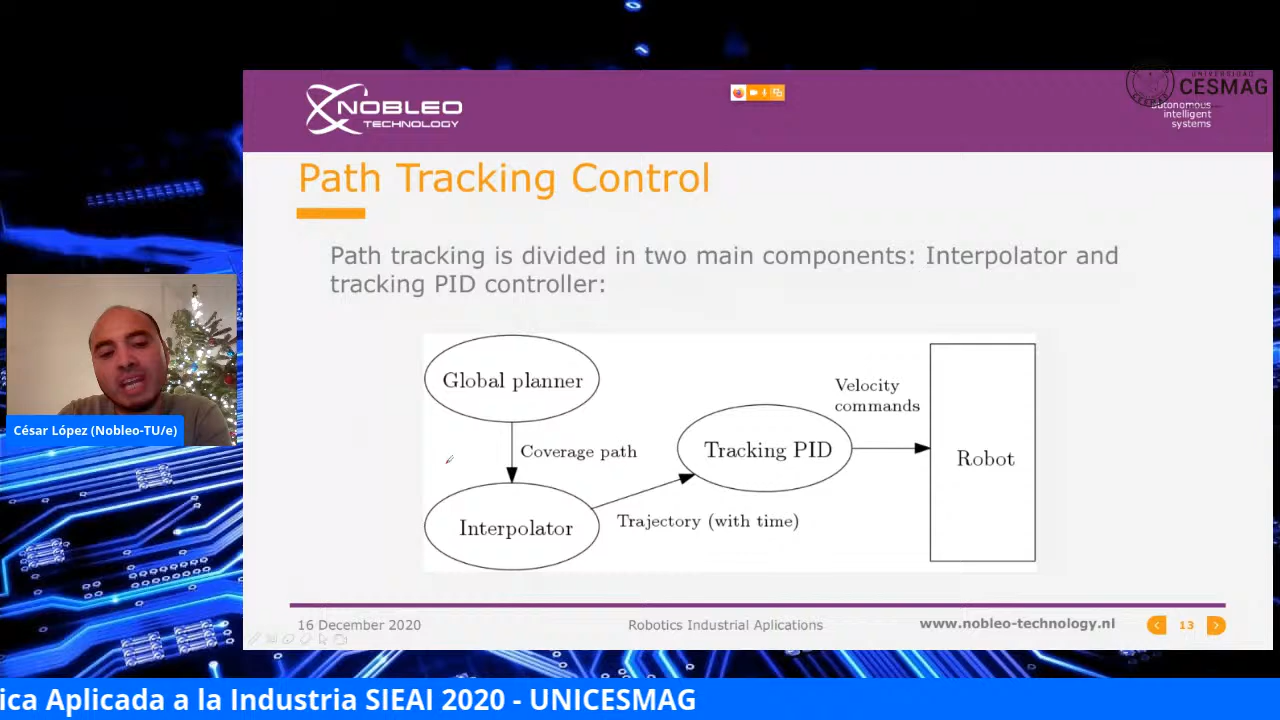 NOBLEO
TECHNOLOGY
UNIVERSIDAD
CESMAG
autonomous
intelligent
systems
Path Tracking Control
Path tracking is divided in two main components: Interpolator and
tracking PID controller:
Global planner
Coverage path
Interpolator
Trajectory (with time)
Tracking PID
Velocity
commands
Robot
César López (Nobleo-TU/e)
16 December 2020
Robotics Industrial Aplications
www.nobleo-technology.nl
13
ica Aplicada a la Industria SIEAI 2020 - UNICESMAG